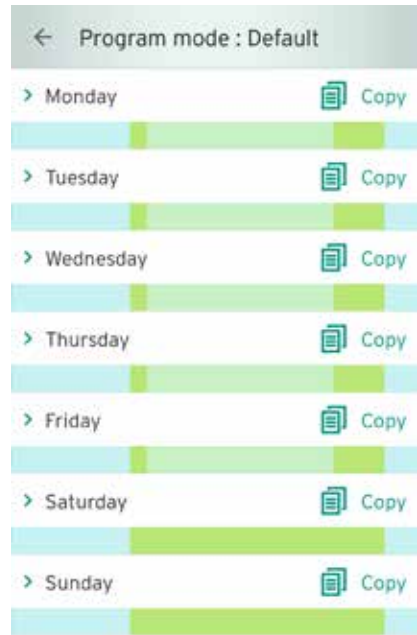 Program mode : Default
Monday Copy
Tuesday Copy
Wednesday Copy
Thursday Copy
Friday Copy
Saturday Copy
Sunday Copy